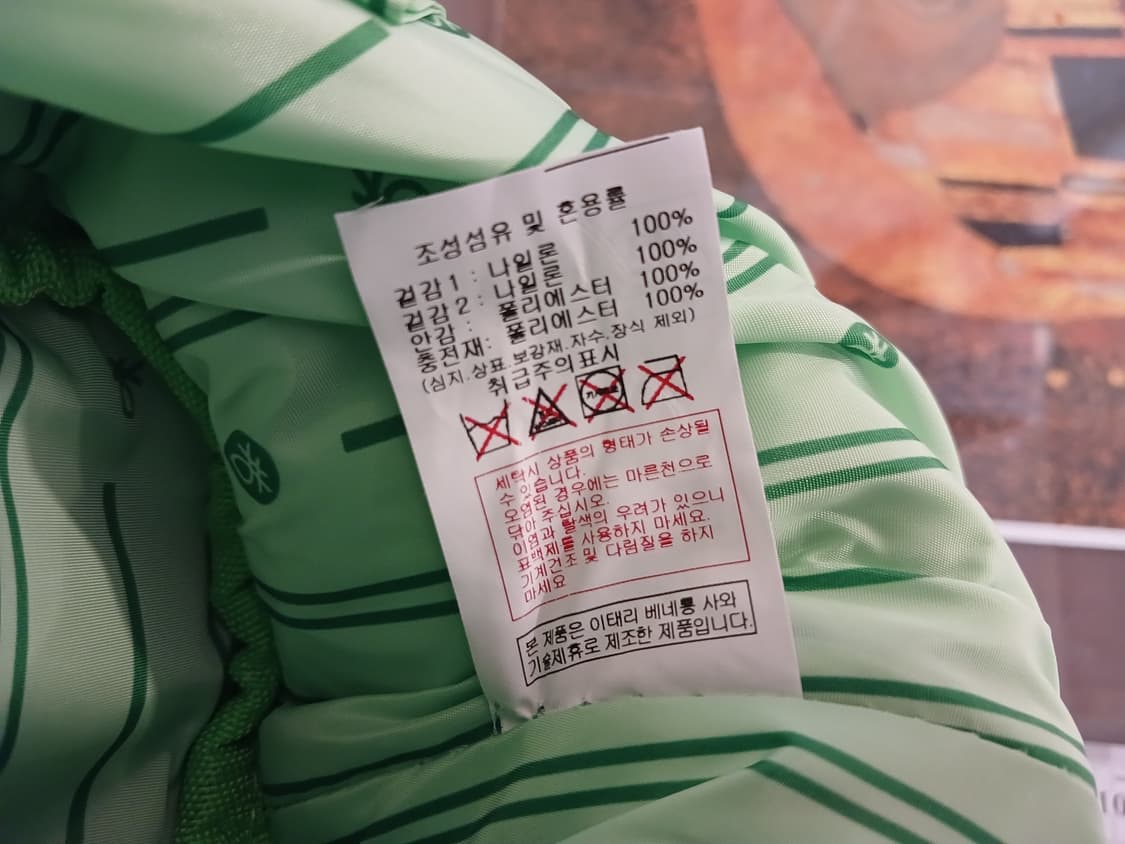 조성섬유 및 혼용률
겉감1 : 나일론 100%
겉감2 : 나일론 100%
안감 : 폴리에스터 100%
충전재: 폴리에스터 100%
(심지.상표.보강재.자수.장식 제외)
취급주의표시
세탁시 상품의 형태가 손상될
수 있습니다.
오염된 경우에는 마른천으로
닦아 주십시오.
이염과 탈색의 우려가 있으니
표백제를 사용하지 마세요.
기계건조 및 다림질을 하지
마세요
본 제품은 이태리 베네통 사와
기술제휴로 제조한 제품입니다.